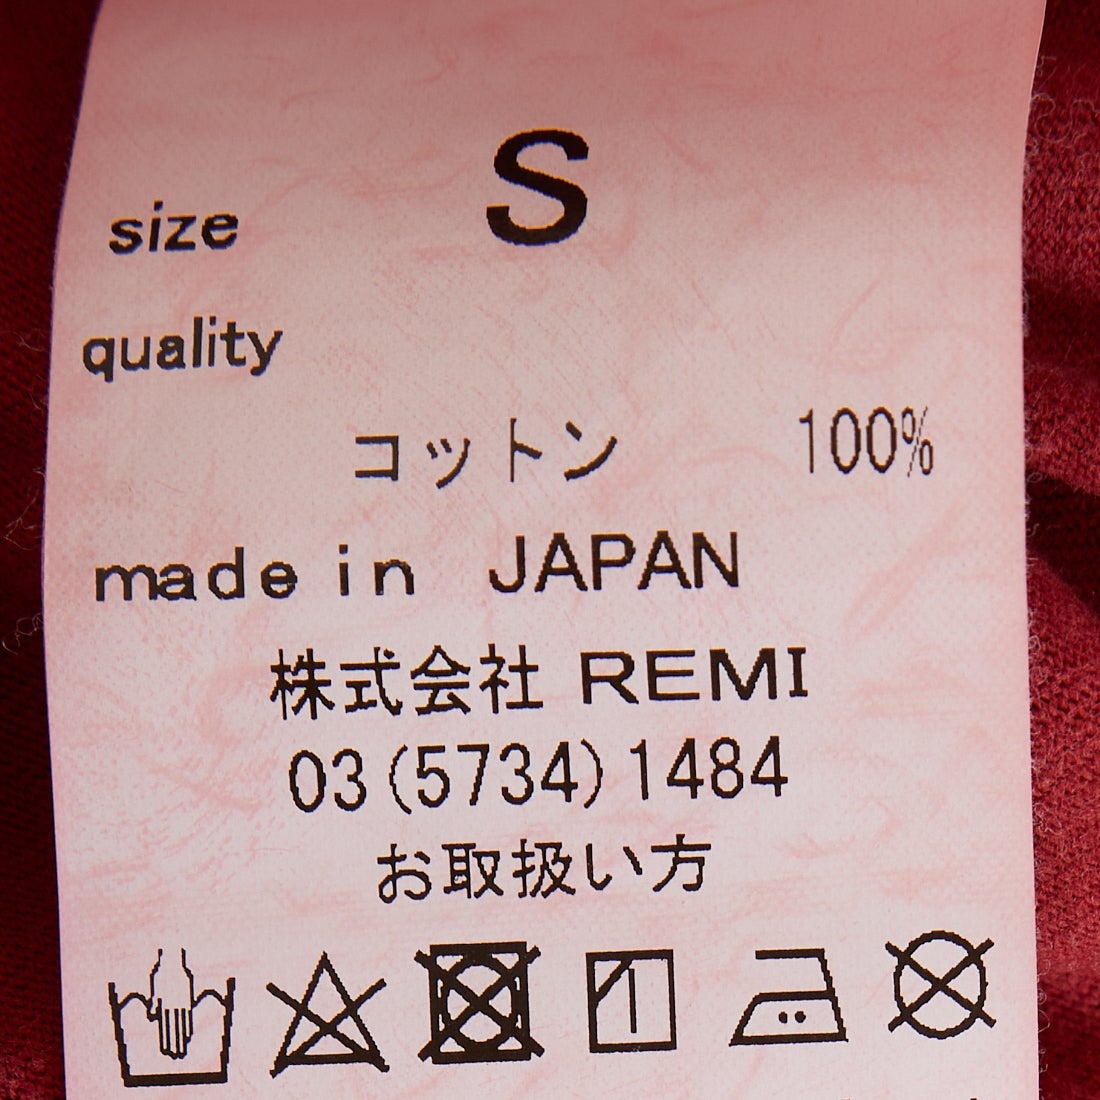 size S
quality
コットン 100%
made in JAPAN
株式会社 REMI
03(5734)1484
お取扱い方